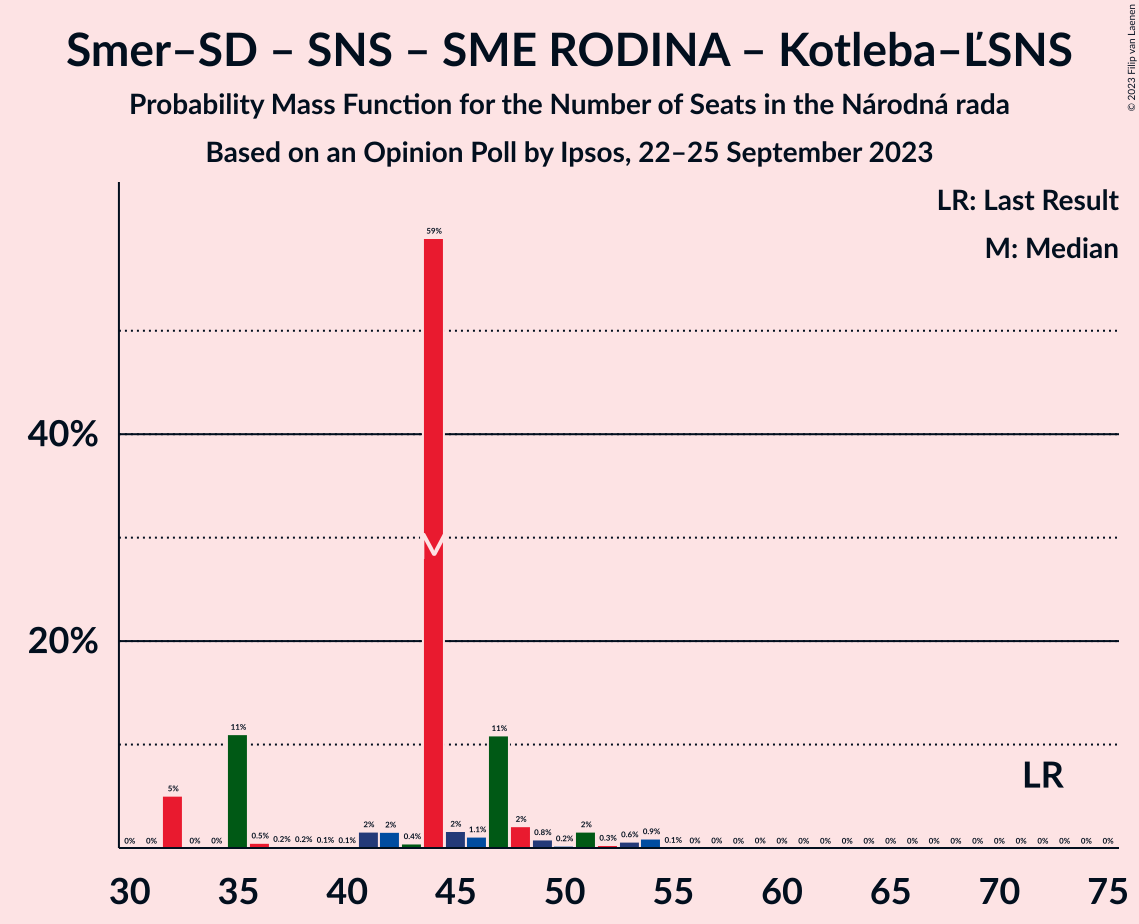 Smer–SD – SNS – SME RODINA – Kotleba–ĽSNS
Probability Mass Function for the Number of Seats in the Národná rada
Based on an Opinion Poll by Ipsos, 22–25 September 2023
© 2023 Filip van Laenen
LR: Last Result
M: Median
59%
40%
20%
11% 11%
5%
0% 0% 0% 0% 0.5% 0.2% 0.2% 0.1% 0.1% 2% 2% 0.4% 2% 1.1% 2% 0.8% 0.2% 2% 0.3% 0.6% 0.9% 0.1% 0% 0% 0% 0% 0% 0% 0% 0% 0% 0% 0% 0% 0% 0% 0% 0% 0% 0% 0% 0%
M
LR
30 35 40 45 50 55 60 65 70 75